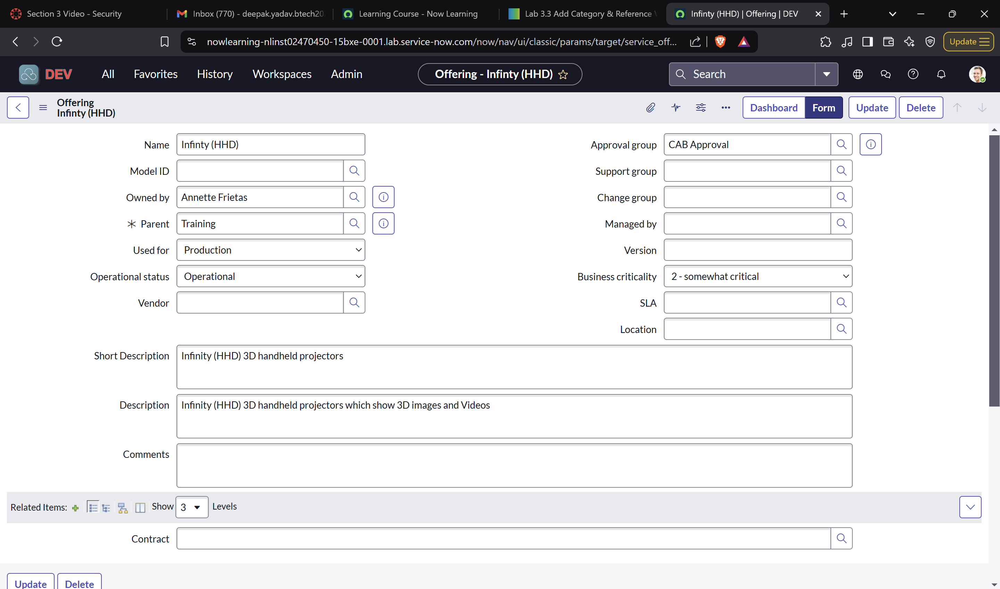 Section 3 Video - Security
Inbox (770) - deepak.yadav.btech20
Learning Course - Now Learning
Lab 3.3 Add Category & Reference
Infinty (HHD) | Offering | DEV
nowlearning-nlinst02470450-15bxe-0001.lab.service-now.com/now/nav/ui/classic/params/target/service_off...
Update
DEV
All
Favorites
History
Workspaces
Admin
Offering - Infinty (HHD)
Search
Offering
Infinty (HHD)
Dashboard
Form
Update
Delete
Name
Infinty (HHD)
Approval group
CAB Approval
Model ID
Support group
Owned by
Annette Frietas
Change group
Parent
Training
Managed by
Used for
Production
Version
Operational status
Operational
Business criticality
2 - somewhat critical
Vendor
SLA
Location
Short Description
Infinity (HHD) 3D handheld projectors
Description
Infinity (HHD) 3D handheld projectors which show 3D images and Videos
Comments
Related Items:
Show
3
Levels
Contract
Update
Delete